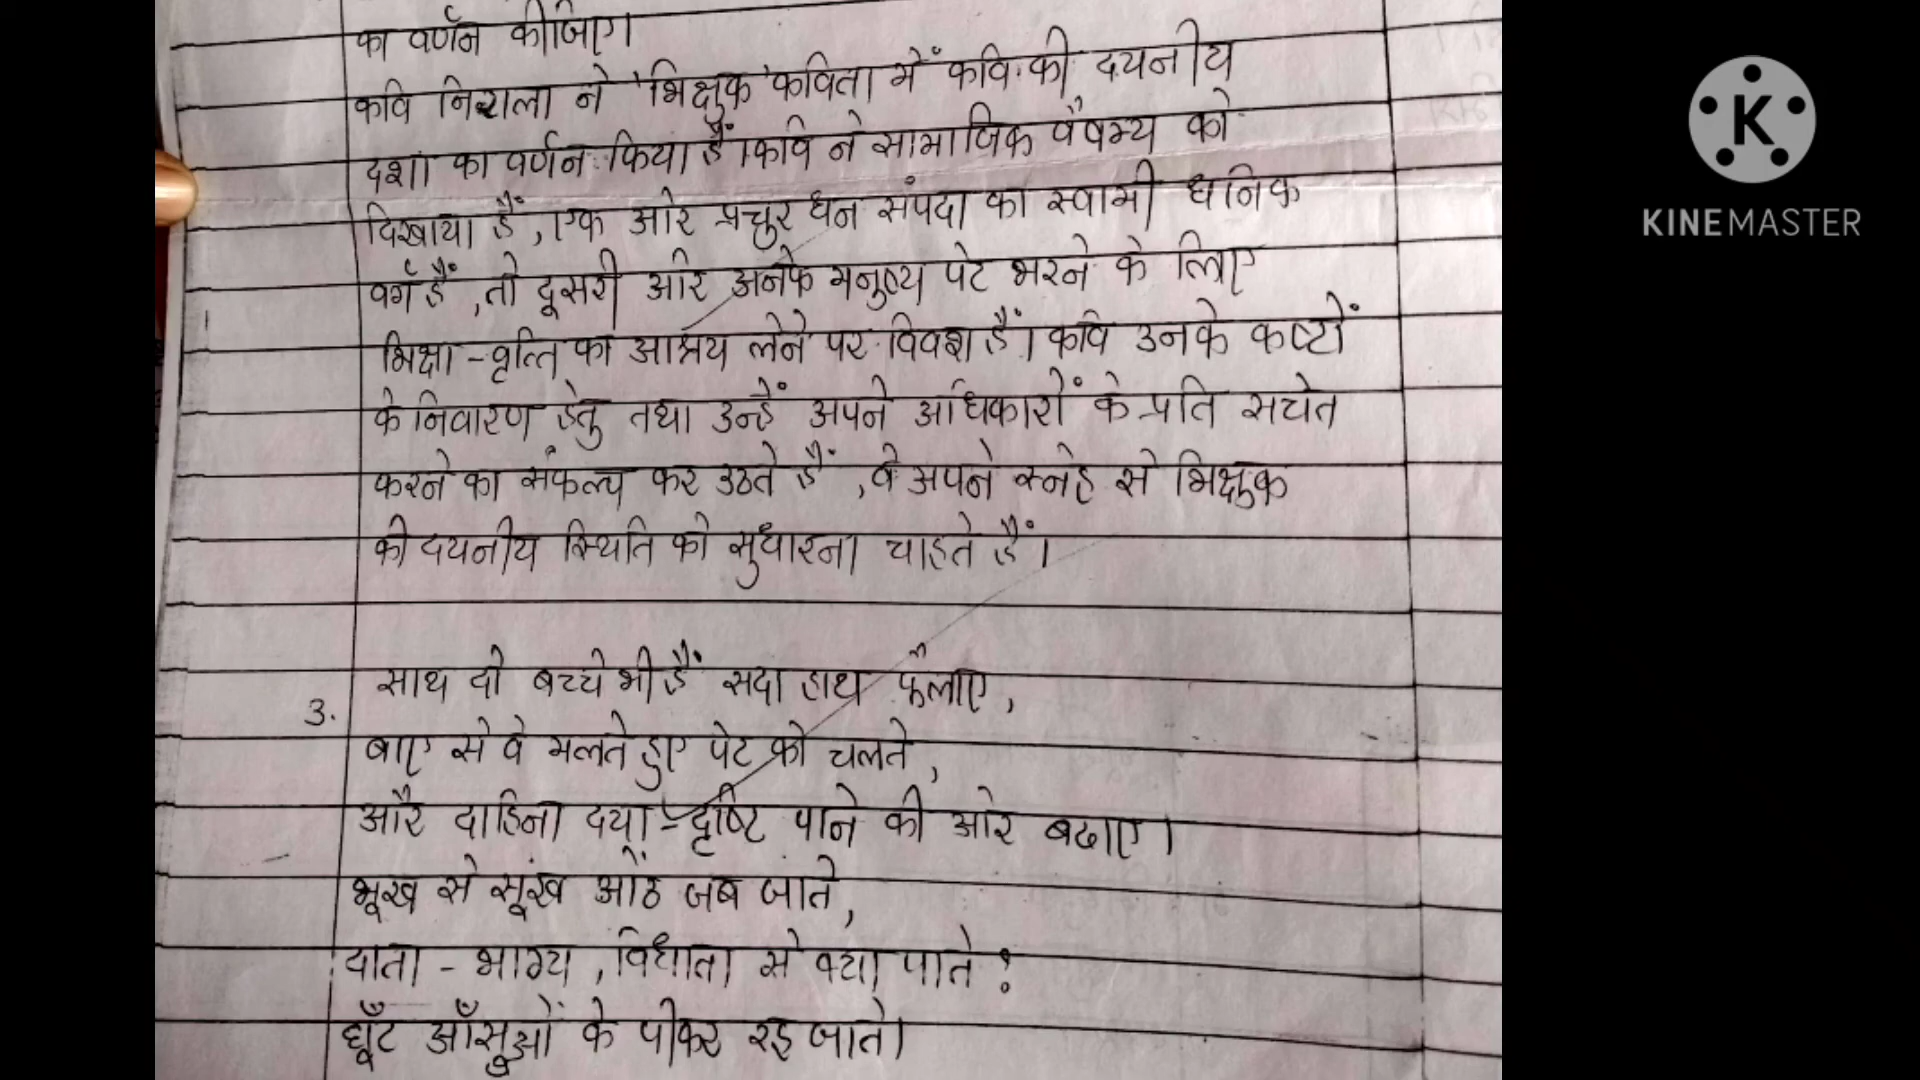 का वर्णन कीजिए।
कवि निराला ने 'भिक्षुक' कविता में कवि की दयनीय
दशा का वर्णन किया हैं। कवि ने सामाजिक वैषम्य को
दिखाया हैं, एक ओर प्रचुर धन संपदा का स्वामी धनिक
वर्ग हैं, तो दूसरी ओर अनेक मनुष्य पेट भरने के लिए
भिक्षा - वृत्ति का आश्रय लेने पर विवश हैं। कवि उनके कष्टों
के निवारण हेतु तथा उन्हें अपने अधिकारों के प्रति सचेत
करने का संकल्प कर उठते हैं, वे अपने स्नेह से भिक्षुक
की दयनीय स्थिति को सुधारना चाहते हैं।
3. साथ दो बच्चे भी हैं सदा हाथ फैलाए,
बाए से वे मलते हुए पेट को चलते,
और दाहिना दया - दृष्टि पाने की ओर बढाए।
भूख से सूख ओंठ जब जाते,
दाता - भाग्य, विधाता से क्या पाते ?
घूँट आँसुओं के पीकर रह जाते।
K
KINEMASTER